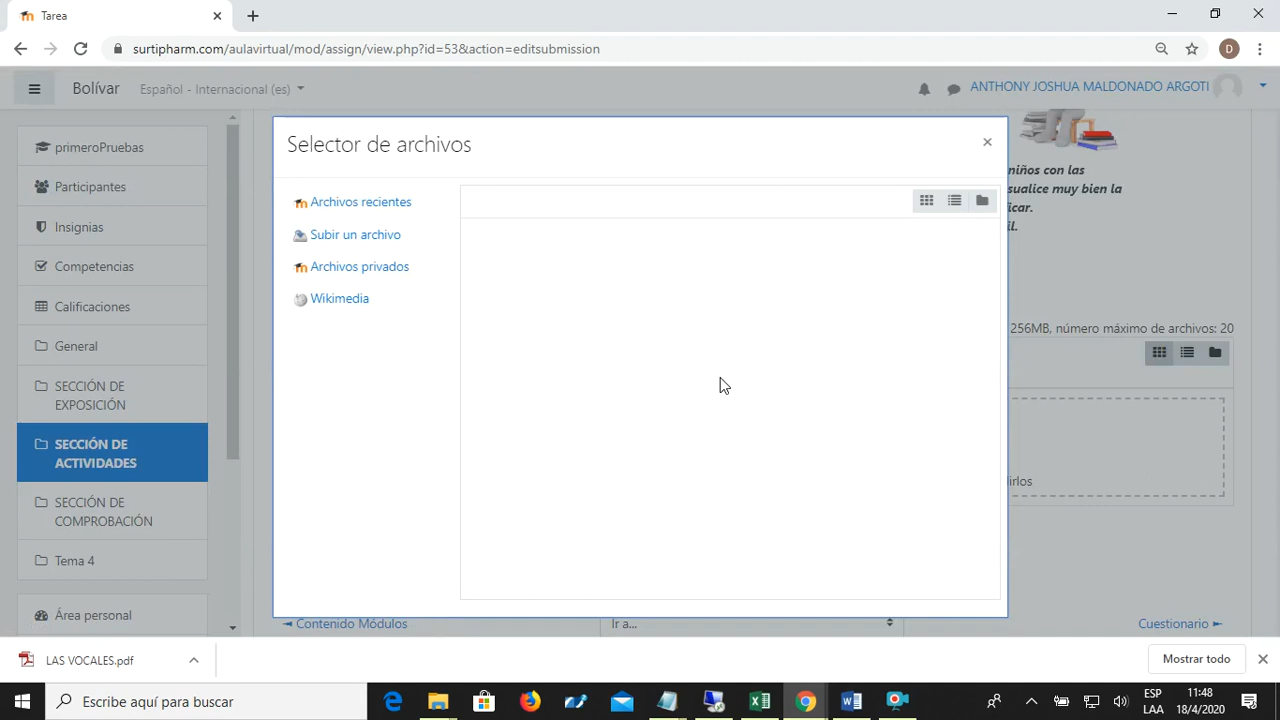 Tarea
surtipharm.com/aulavirtual/mod/assign/view.php?id=53&action=editsubmission
D
Bolívar
Español - Internacional (es)
ANTHONY JOSHUA MALDONADO ARGOTI
primeroPruebas
Participantes
Insignias
Competencias
Calificaciones
General
SECCIÓN DE
EXPOSICIÓN
SECCIÓN DE
ACTIVIDADES
SECCIÓN DE
COMPROBACIÓN
Tema 4
Área personal
Selector de archivos
Archivos recientes
Subir un archivo
Archivos privados
Wikimedia
niños con las
sualice muy bien la
icar.
il.
256MB, número máximo de archivos: 20
irlos
Contenido Módulos
Ir a...
Cuestionario
LAS VOCALES.pdf
Mostrar todo
Escribe aquí para buscar
ESP
LAA
11:48
18/4/2020